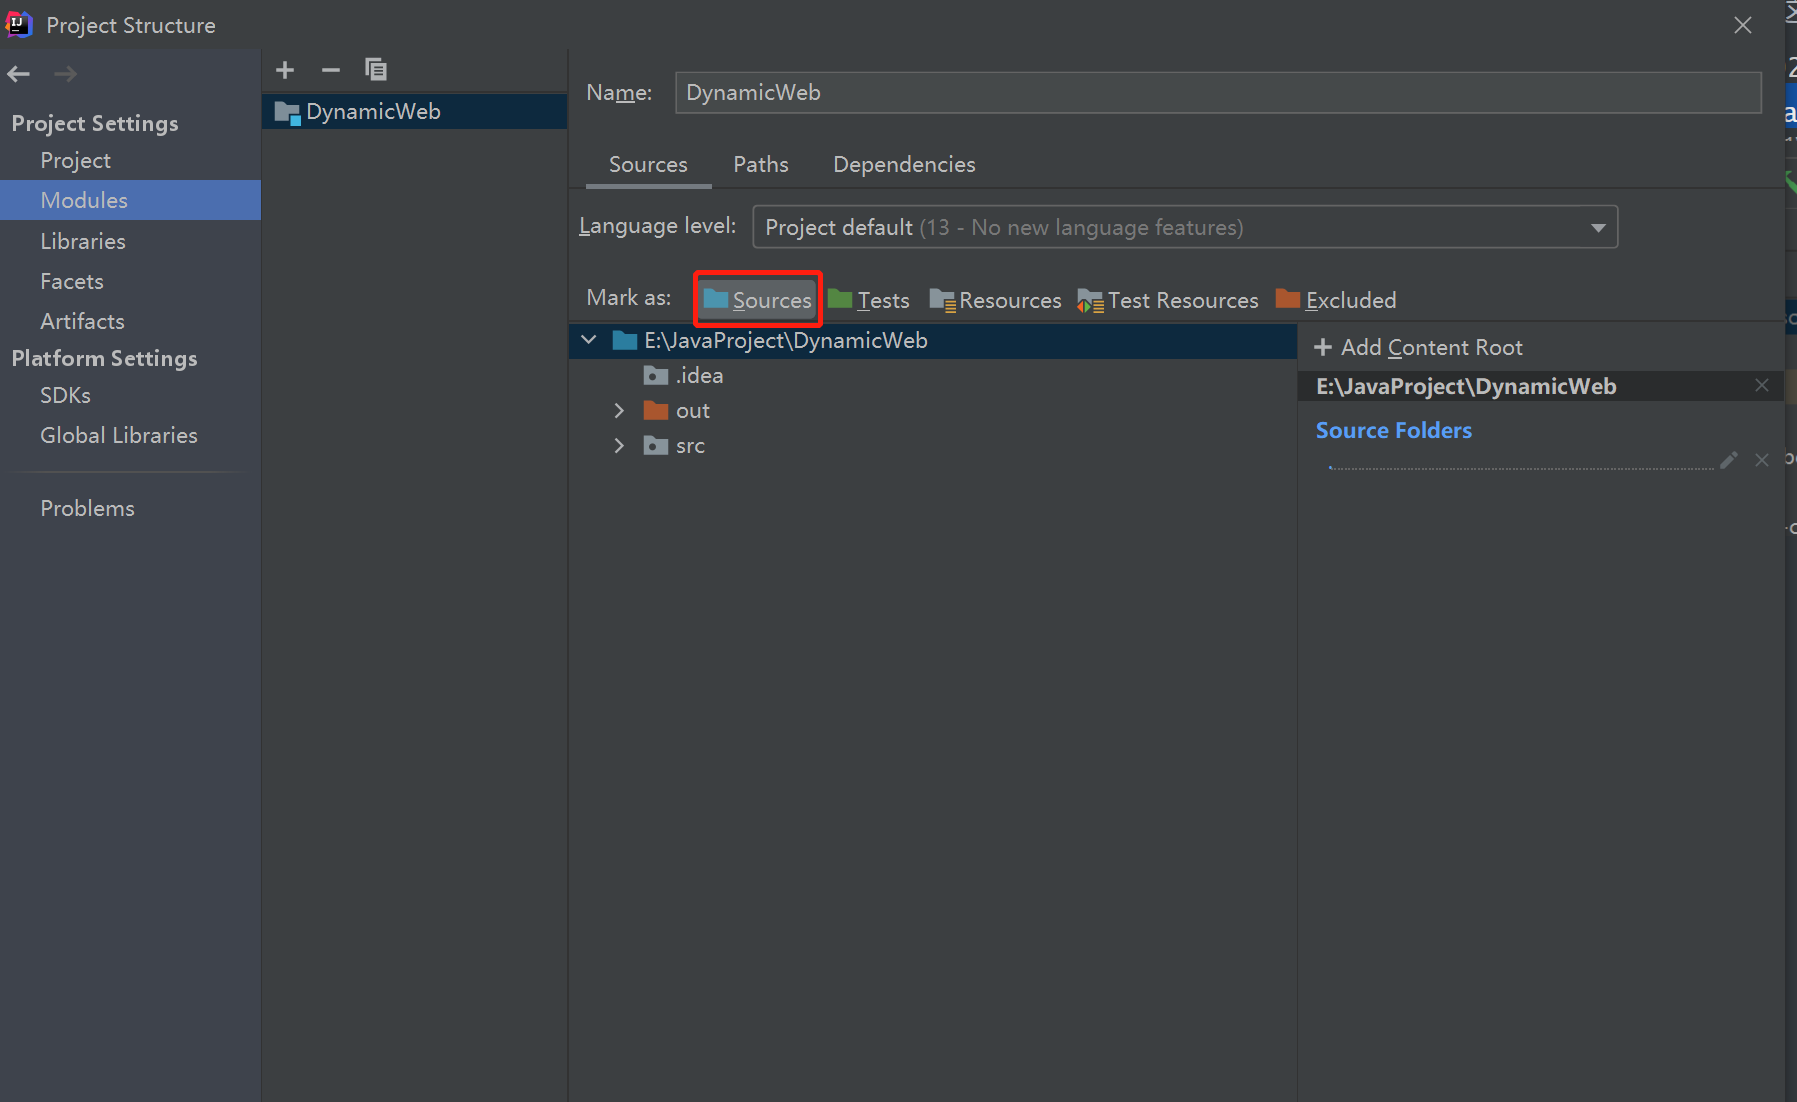 Project Structure
Project Settings
Project
Modules
Libraries
Facets
Artifacts
Platform Settings
SDKs
Global Libraries
Problems
DynamicWeb
Name: DynamicWeb
Sources Paths Dependencies
Language level: Project default (13 - No new language features)
Mark as: Sources Tests Resources Test Resources Excluded
E:\JavaProject\DynamicWeb
.idea
out
src
+ Add Content Root
E:\JavaProject\DynamicWeb
Source Folders
.